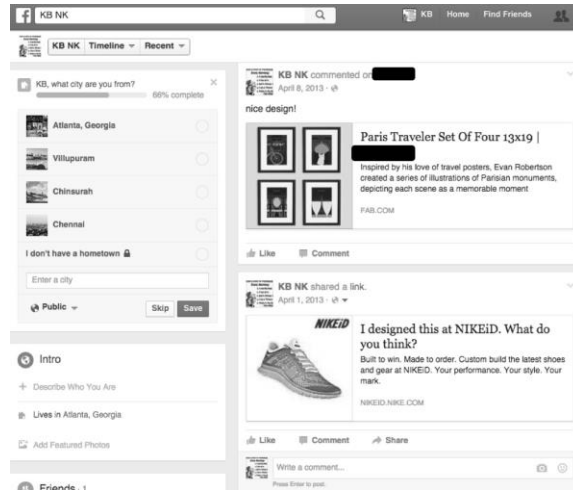 f KB NK
KB Home Find Friends
KB NK Timeline Recent
KB, what city are you from?
66% complete
Atlanta, Georgia
Villupuram
Chinsurah
Chennai
I don't have a hometown
Enter a city
Public Skip Save
Intro
Describe Who You Are
Lives in Atlanta, Georgia
Add Featured Photos
Friends · 1
KB NK commented on
April 8, 2013 ·
nice design!
Paris Traveler Set Of Four 13x19 |
Inspired by his love of travel posters, Evan Robertson
created a series of illustrations of Parisian monuments,
depicting each scene as a memorable moment
FAB.COM
Like Comment
KB NK shared a link.
April 1, 2013 ·
NIKEiD
I designed this at NIKEiD. What do
you think?
Built to win. Made to order. Custom build the latest shoes
and gear at NIKEiD. Your performance. Your style. Your
mark.
NIKEID.NIKE.COM
Like Comment Share
Write a comment...
Press Enter to post.